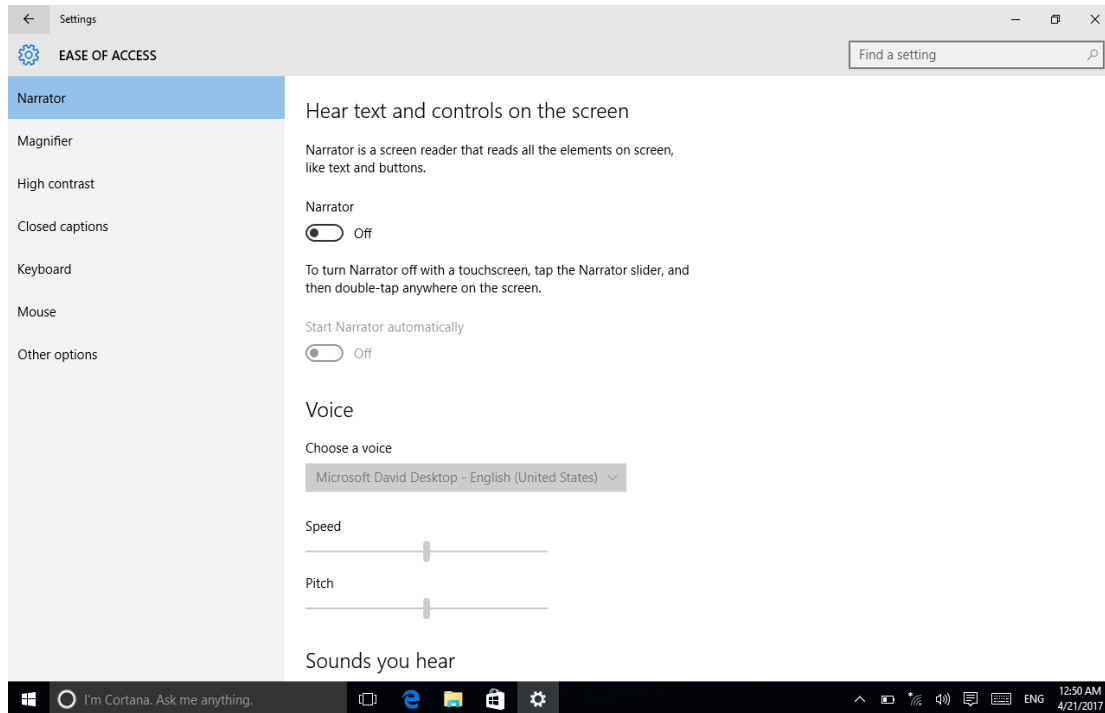 Settings
EASE OF ACCESS
Find a setting
Narrator
Magnifier
High contrast
Closed captions
Keyboard
Mouse
Other options
Hear text and controls on the screen
Narrator is a screen reader that reads all the elements on screen,
like text and buttons.
Narrator
Off
To turn Narrator off with a touchscreen, tap the Narrator slider, and
then double-tap anywhere on the screen.
Start Narrator automatically
Off
Voice
Choose a voice
Microsoft David Desktop - English (United States)
Speed
Pitch
Sounds you hear
I'm Cortana. Ask me anything.
ENG
12:50 AM
4/21/2017